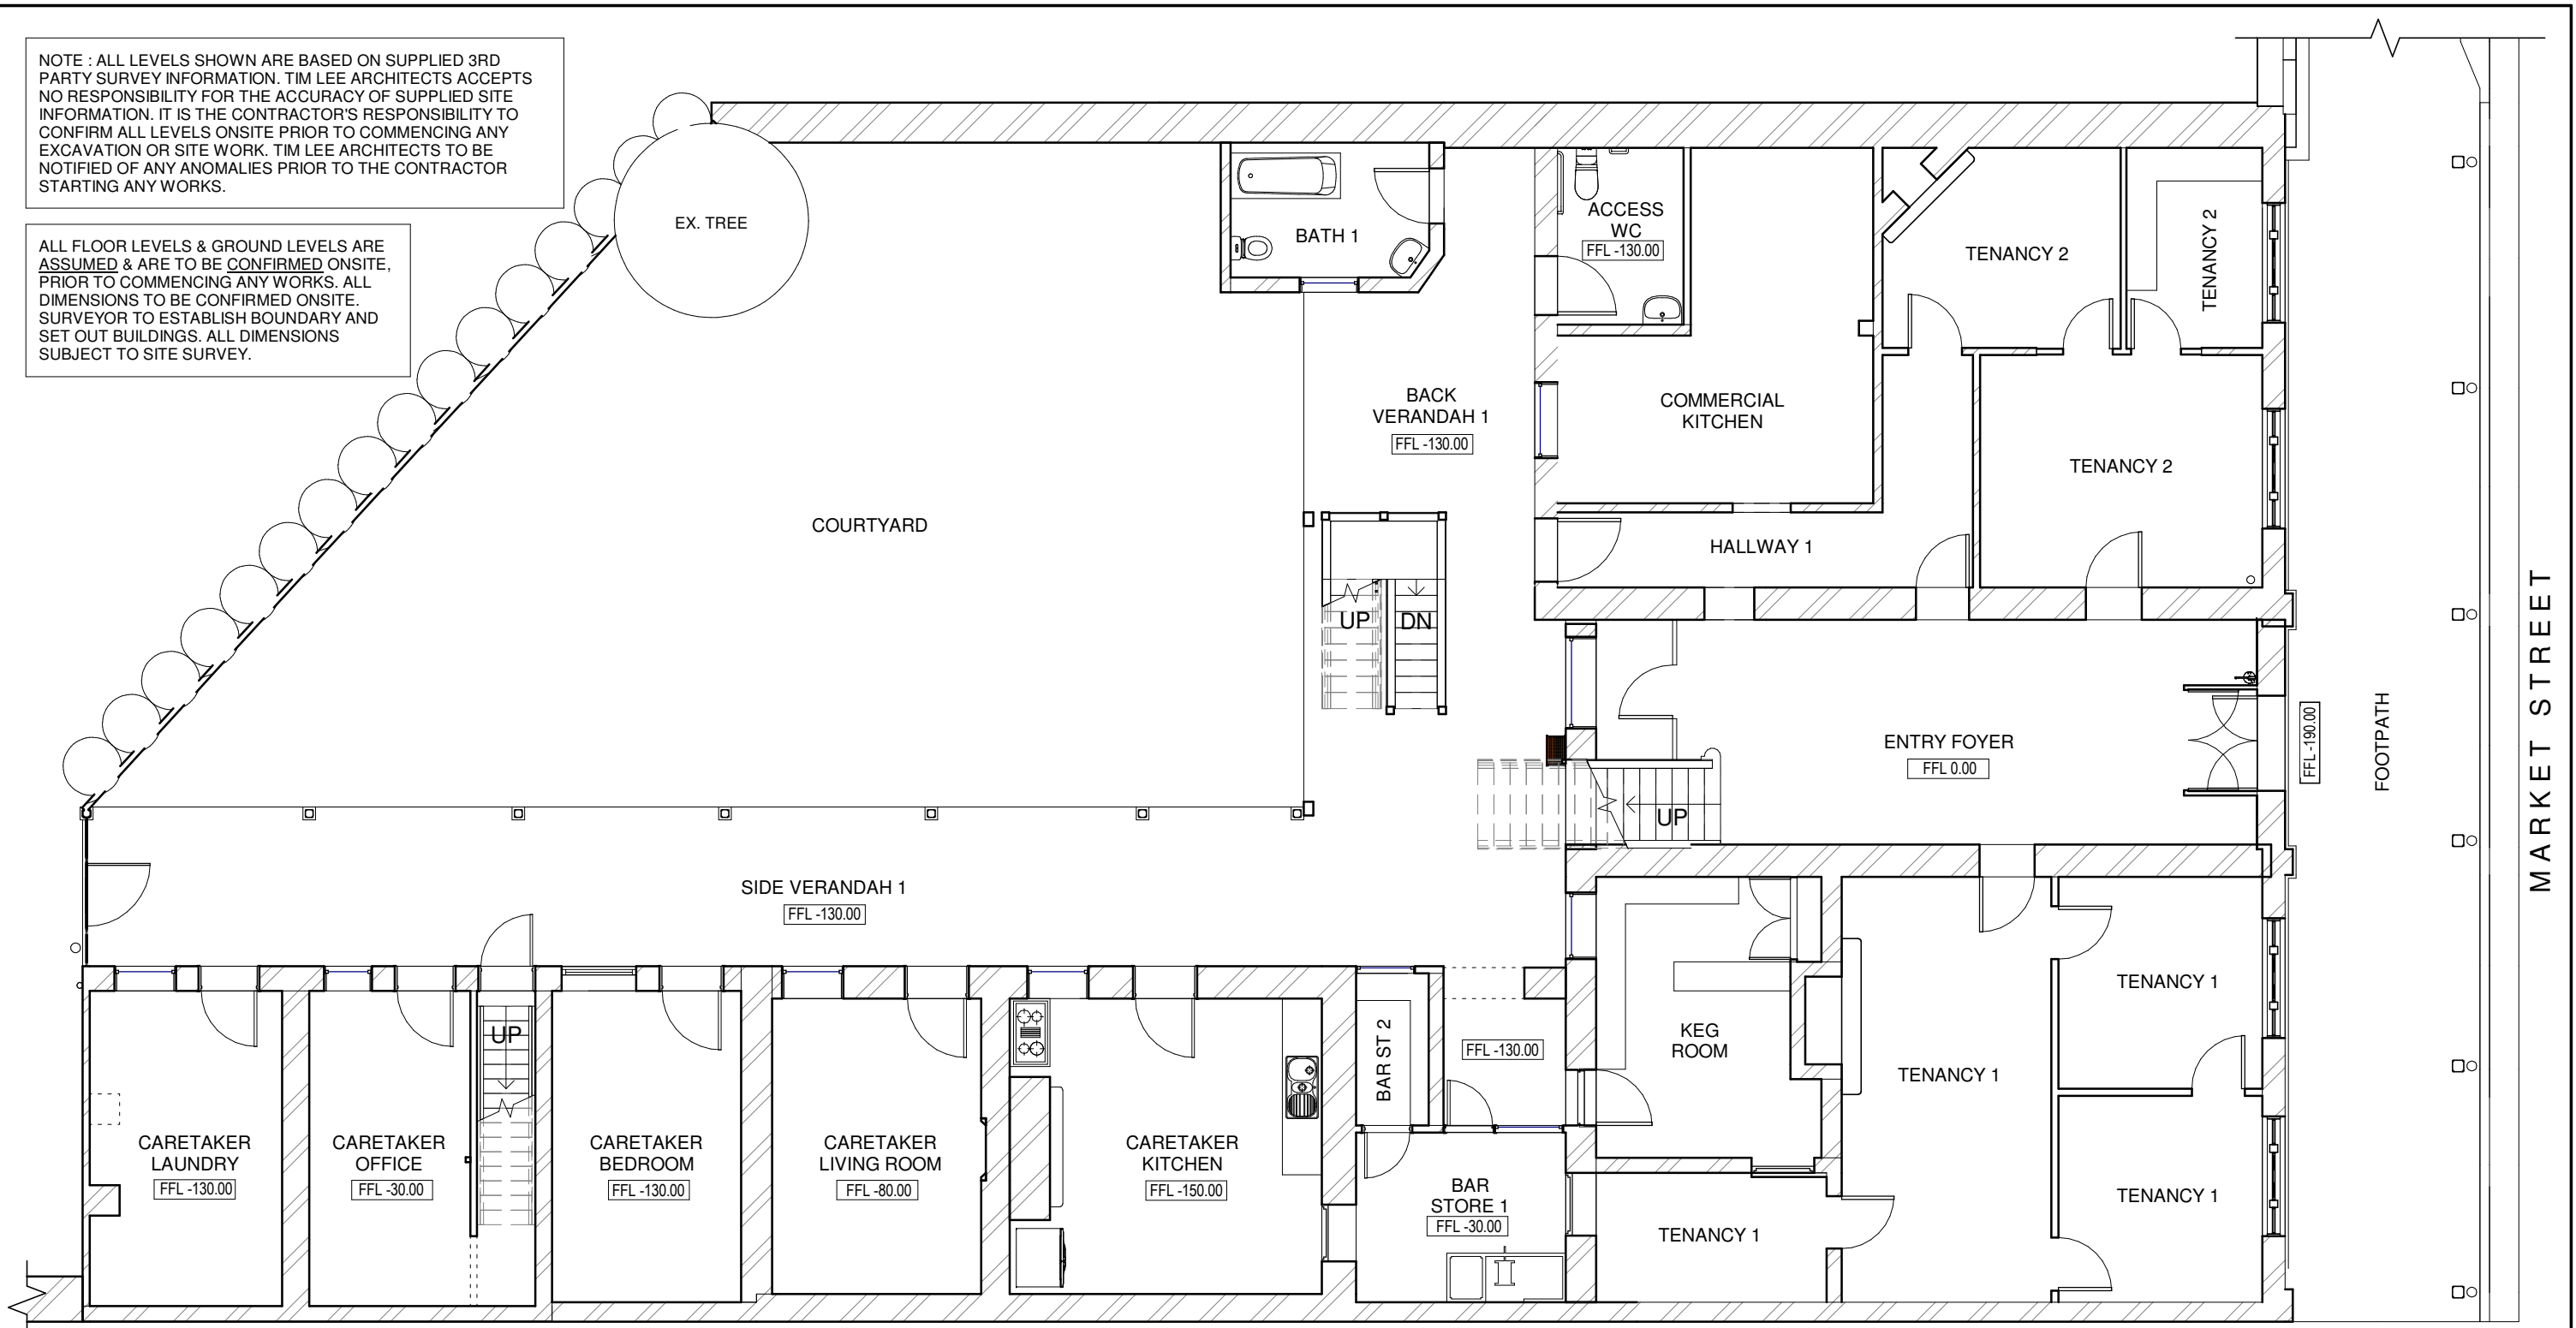 NOTE : ALL LEVELS SHOWN ARE BASED ON SUPPLIED 3RD
PARTY SURVEY INFORMATION. TIM LEE ARCHITECTS ACCEPTS
NO RESPONSIBILITY FOR THE ACCURACY OF SUPPLIED SITE
INFORMATION. IT IS THE CONTRACTOR'S RESPONSIBILITY TO
CONFIRM ALL LEVELS ONSITE PRIOR TO COMMENCING ANY
EXCAVATION OR SITE WORK. TIM LEE ARCHITECTS TO BE
NOTIFIED OF ANY ANOMALIES PRIOR TO THE CONTRACTOR
STARTING ANY WORKS.
ALL FLOOR LEVELS & GROUND LEVELS ARE
ASSUMED & ARE TO BE CONFIRMED ONSITE,
PRIOR TO COMMENCING ANY WORKS. ALL
DIMENSIONS TO BE CONFIRMED ONSITE.
SURVEYOR TO ESTABLISH BOUNDARY AND
SET OUT BUILDINGS. ALL DIMENSIONS
SUBJECT TO SITE SURVEY.
EX. TREE
BATH 1
ACCESS
WC
FFL -130.00
TENANCY 2
TENANCY 2
BACK
VERANDAH 1
FFL -130.00
COMMERCIAL
KITCHEN
TENANCY 2
COURTYARD
HALLWAY 1
UP
DN
ENTRY FOYER
FFL 0.00
FFL -190.00
FOOTPATH
MARKET STREET
UP
SIDE VERANDAH 1
FFL -130.00
UP
BAR ST 2
FFL -130.00
KEG
ROOM
TENANCY 1
TENANCY 1
CARETAKER
LAUNDRY
FFL -130.00
CARETAKER
OFFICE
FFL -30.00
CARETAKER
BEDROOM
FFL -130.00
CARETAKER
LIVING ROOM
FFL -80.00
CARETAKER
KITCHEN
FFL -150.00
BAR
STORE 1
FFL -30.00
TENANCY 1
TENANCY 1